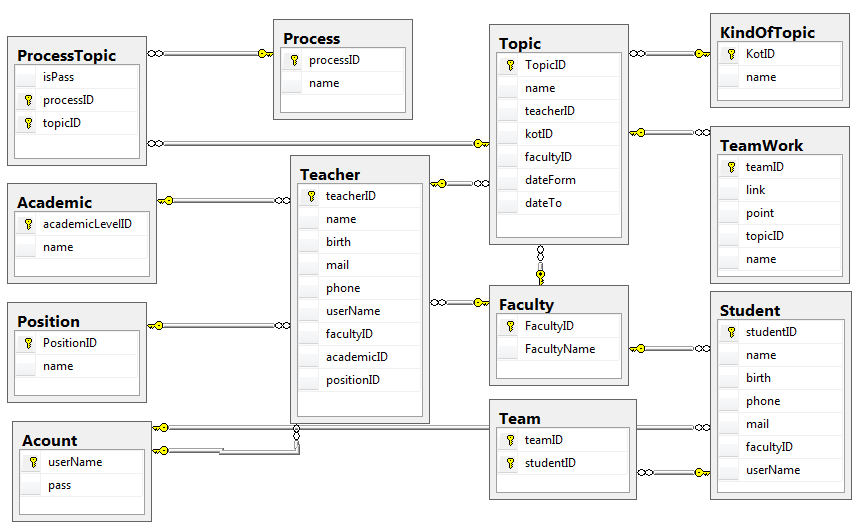 ProcessTopic
isPass
processID
topicID
Process
processID
name
Topic
TopicID
name
teacherID
kotID
facultyID
dateForm
dateTo
KindOfTopic
KotID
name
TeamWork
teamID
link
point
topicID
name
Academic
academicLevelID
name
Teacher
teacherID
name
birth
mail
phone
userName
facultyID
academicID
positionID
Position
PositionID
name
Faculty
FacultyID
FacultyName
Student
studentID
name
birth
phone
mail
facultyID
userName
Acount
userName
pass
Team
teamID
studentID